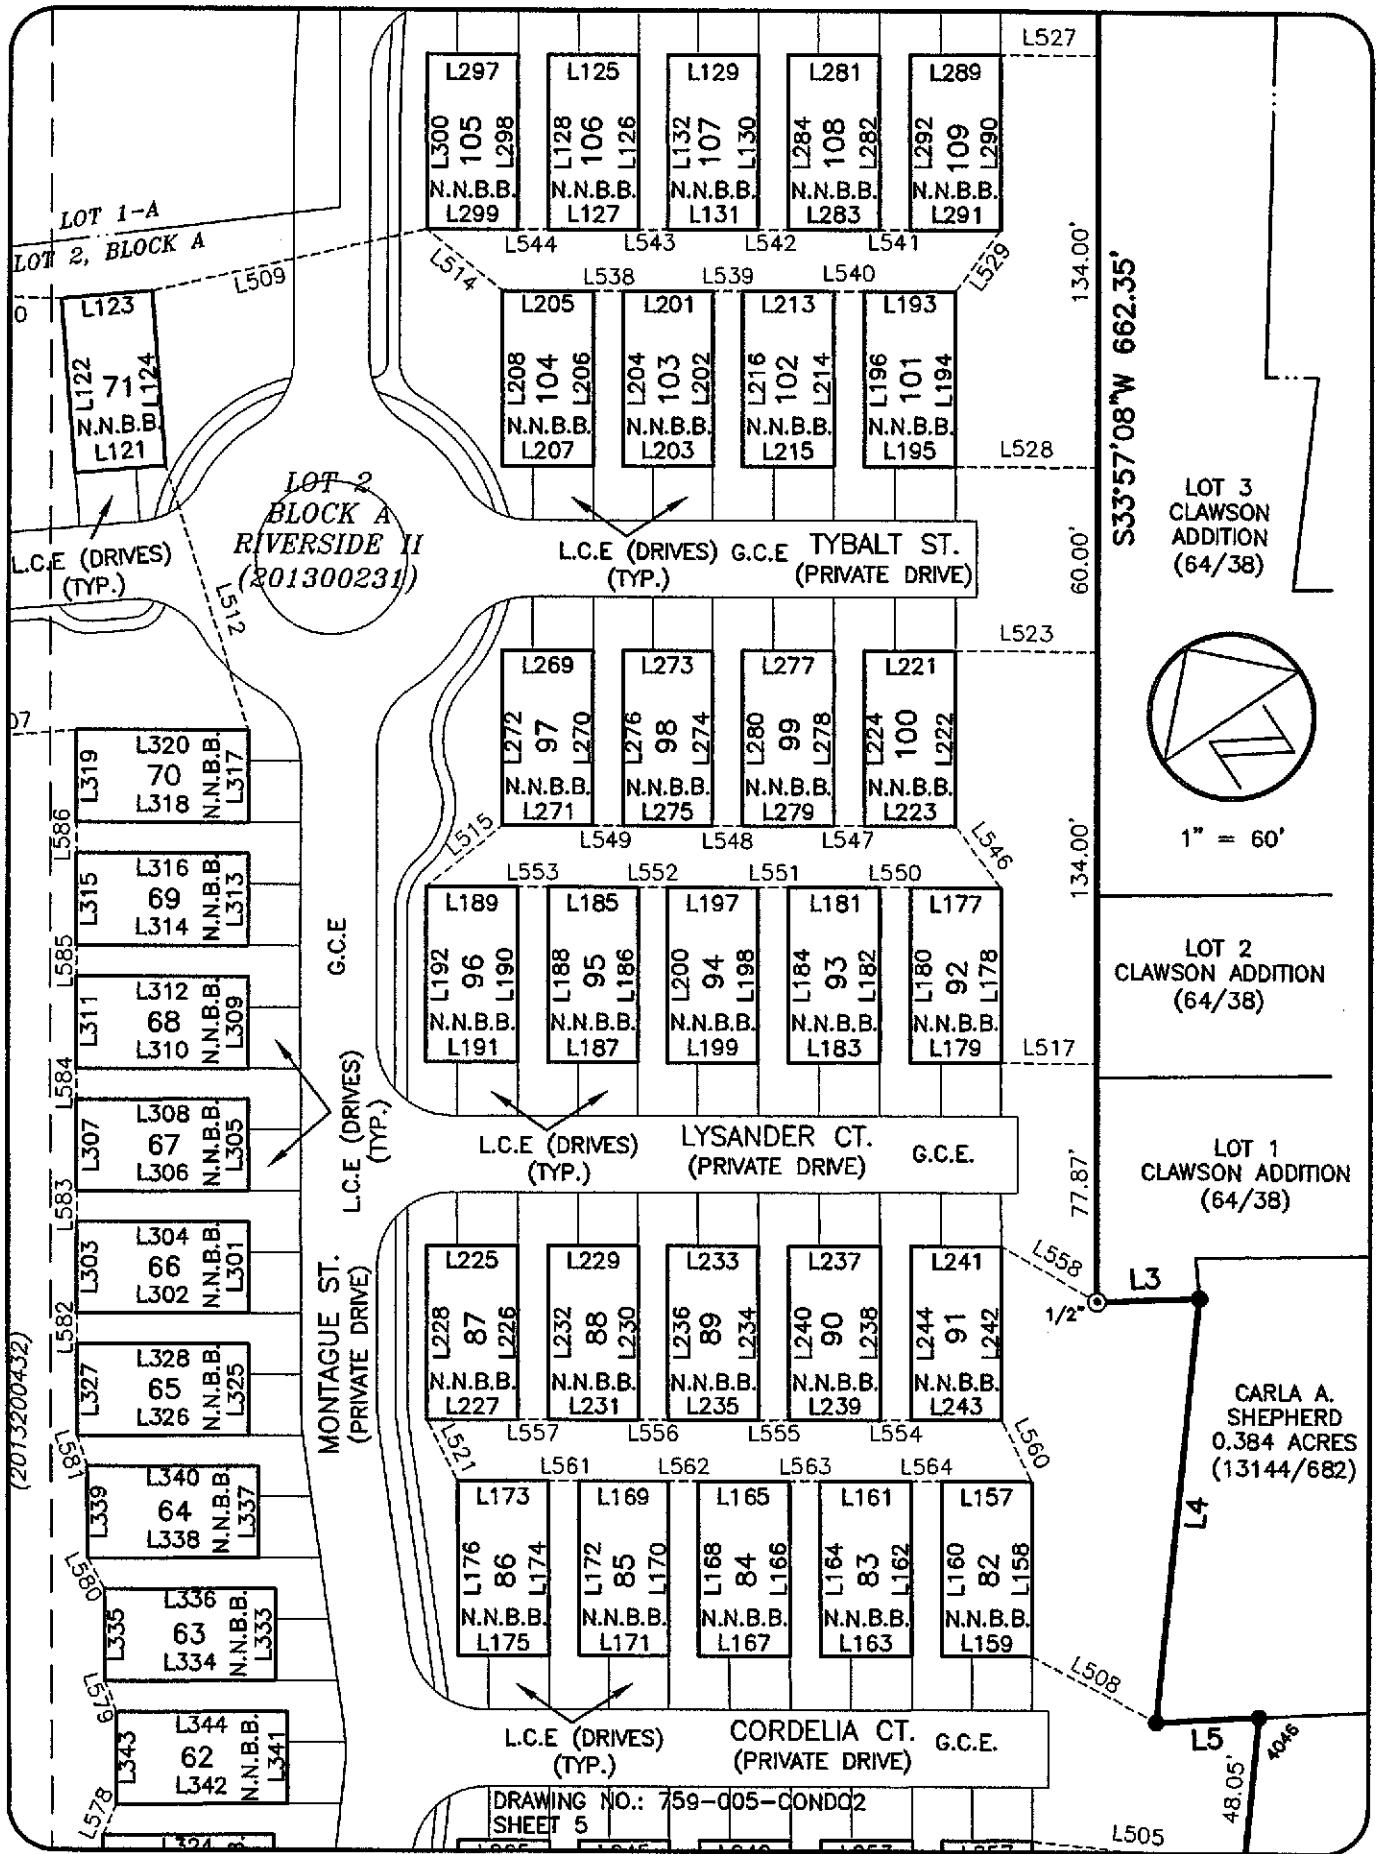 L527
L297
L125
L129
L281
L289
L300
105
L298
L128
106
L126
L132
107
L130
L284
108
L282
L292
109
L290
N.N.B.B.
N.N.B.B.
N.N.B.B.
N.N.B.B.
N.N.B.B.
L299
L127
L131
L283
L291
LOT 1-A
LOT 2, BLOCK A
L509
L514
L544
L543
L542
L541
L529
L538
L539
L540
134.00'
S33°57'08"W 662.35'
0
L123
L122
71
L124
N.N.B.B.
L121
L205
L201
L213
L193
L208
104
L206
L204
103
L202
L216
102
L214
L196
101
L194
N.N.B.B.
N.N.B.B.
N.N.B.B.
N.N.B.B.
L207
L203
L215
L195
L528
LOT 2
BLOCK A
RIVERSIDE II
(201300231)
LOT 3
CLAWSON
ADDITION
(64/38)
L.C.E (DRIVES)
(TYP.)
L.C.E (DRIVES)
(TYP.)
G.C.E
TYBALT ST.
(PRIVATE DRIVE)
60.00'
L512
L523
L269
L273
L277
L221
L272
97
L270
L276
98
L274
L280
99
L278
L224
100
L222
N.N.B.B.
N.N.B.B.
N.N.B.B.
N.N.B.B.
L271
L275
L279
L223
07
L319
L320
70
L318
N.N.B.B.
L317
L586
L515
L549
L548
L547
L546
1" = 60'
134.00'
L315
L316
69
L314
N.N.B.B.
L313
L585
L553
L552
L551
L550
L189
L185
L197
L181
L177
L192
96
L190
L188
95
L186
L200
94
L198
L184
93
L182
L180
92
L178
N.N.B.B.
N.N.B.B.
N.N.B.B.
N.N.B.B.
N.N.B.B.
L191
L187
L199
L183
L179
L517
G.C.E
LOT 2
CLAWSON ADDITION
(64/38)
L311
L312
68
L310
N.N.B.B.
L309
L584
L307
L308
67
L306
N.N.B.B.
L305
L583
L.C.E (DRIVES)
(TYP.)
L.C.E (DRIVES)
(TYP.)
LYSANDER CT.
(PRIVATE DRIVE)
G.C.E.
77.87'
LOT 1
CLAWSON ADDITION
(64/38)
L303
L304
66
L302
N.N.B.B.
L301
L582
L225
L229
L233
L237
L241
L228
87
L226
L232
88
L230
L236
89
L234
L240
90
L238
L244
91
L242
N.N.B.B.
N.N.B.B.
N.N.B.B.
N.N.B.B.
N.N.B.B.
L227
L231
L235
L239
L243
L558
L3
1/2"
MONTAGUE ST.
(PRIVATE DRIVE)
(2013200432)
L327
L328
65
L326
N.N.B.B.
L325
L581
L521
L557
L556
L555
L554
L560
L561
L562
L563
L564
CARLA A.
SHEPHERD
0.384 ACRES
(13144/682)
L4
L339
L340
64
L338
N.N.B.B.
L337
L580
L173
L169
L165
L161
L157
L176
86
L174
L172
85
L170
L168
84
L166
L164
83
L162
L160
82
L158
N.N.B.B.
N.N.B.B.
N.N.B.B.
N.N.B.B.
N.N.B.B.
L175
L171
L167
L163
L159
L335
L336
63
L334
N.N.B.B.
L333
L579
L508
L343
L344
62
L342
N.N.B.B.
L341
L578
L.C.E (DRIVES)
(TYP.)
CORDELIA CT.
(PRIVATE DRIVE)
G.C.E.
L5
4046
48.05'
DRAWING NO.: 759-005-CONDO2
SHEET 5
L505
L324